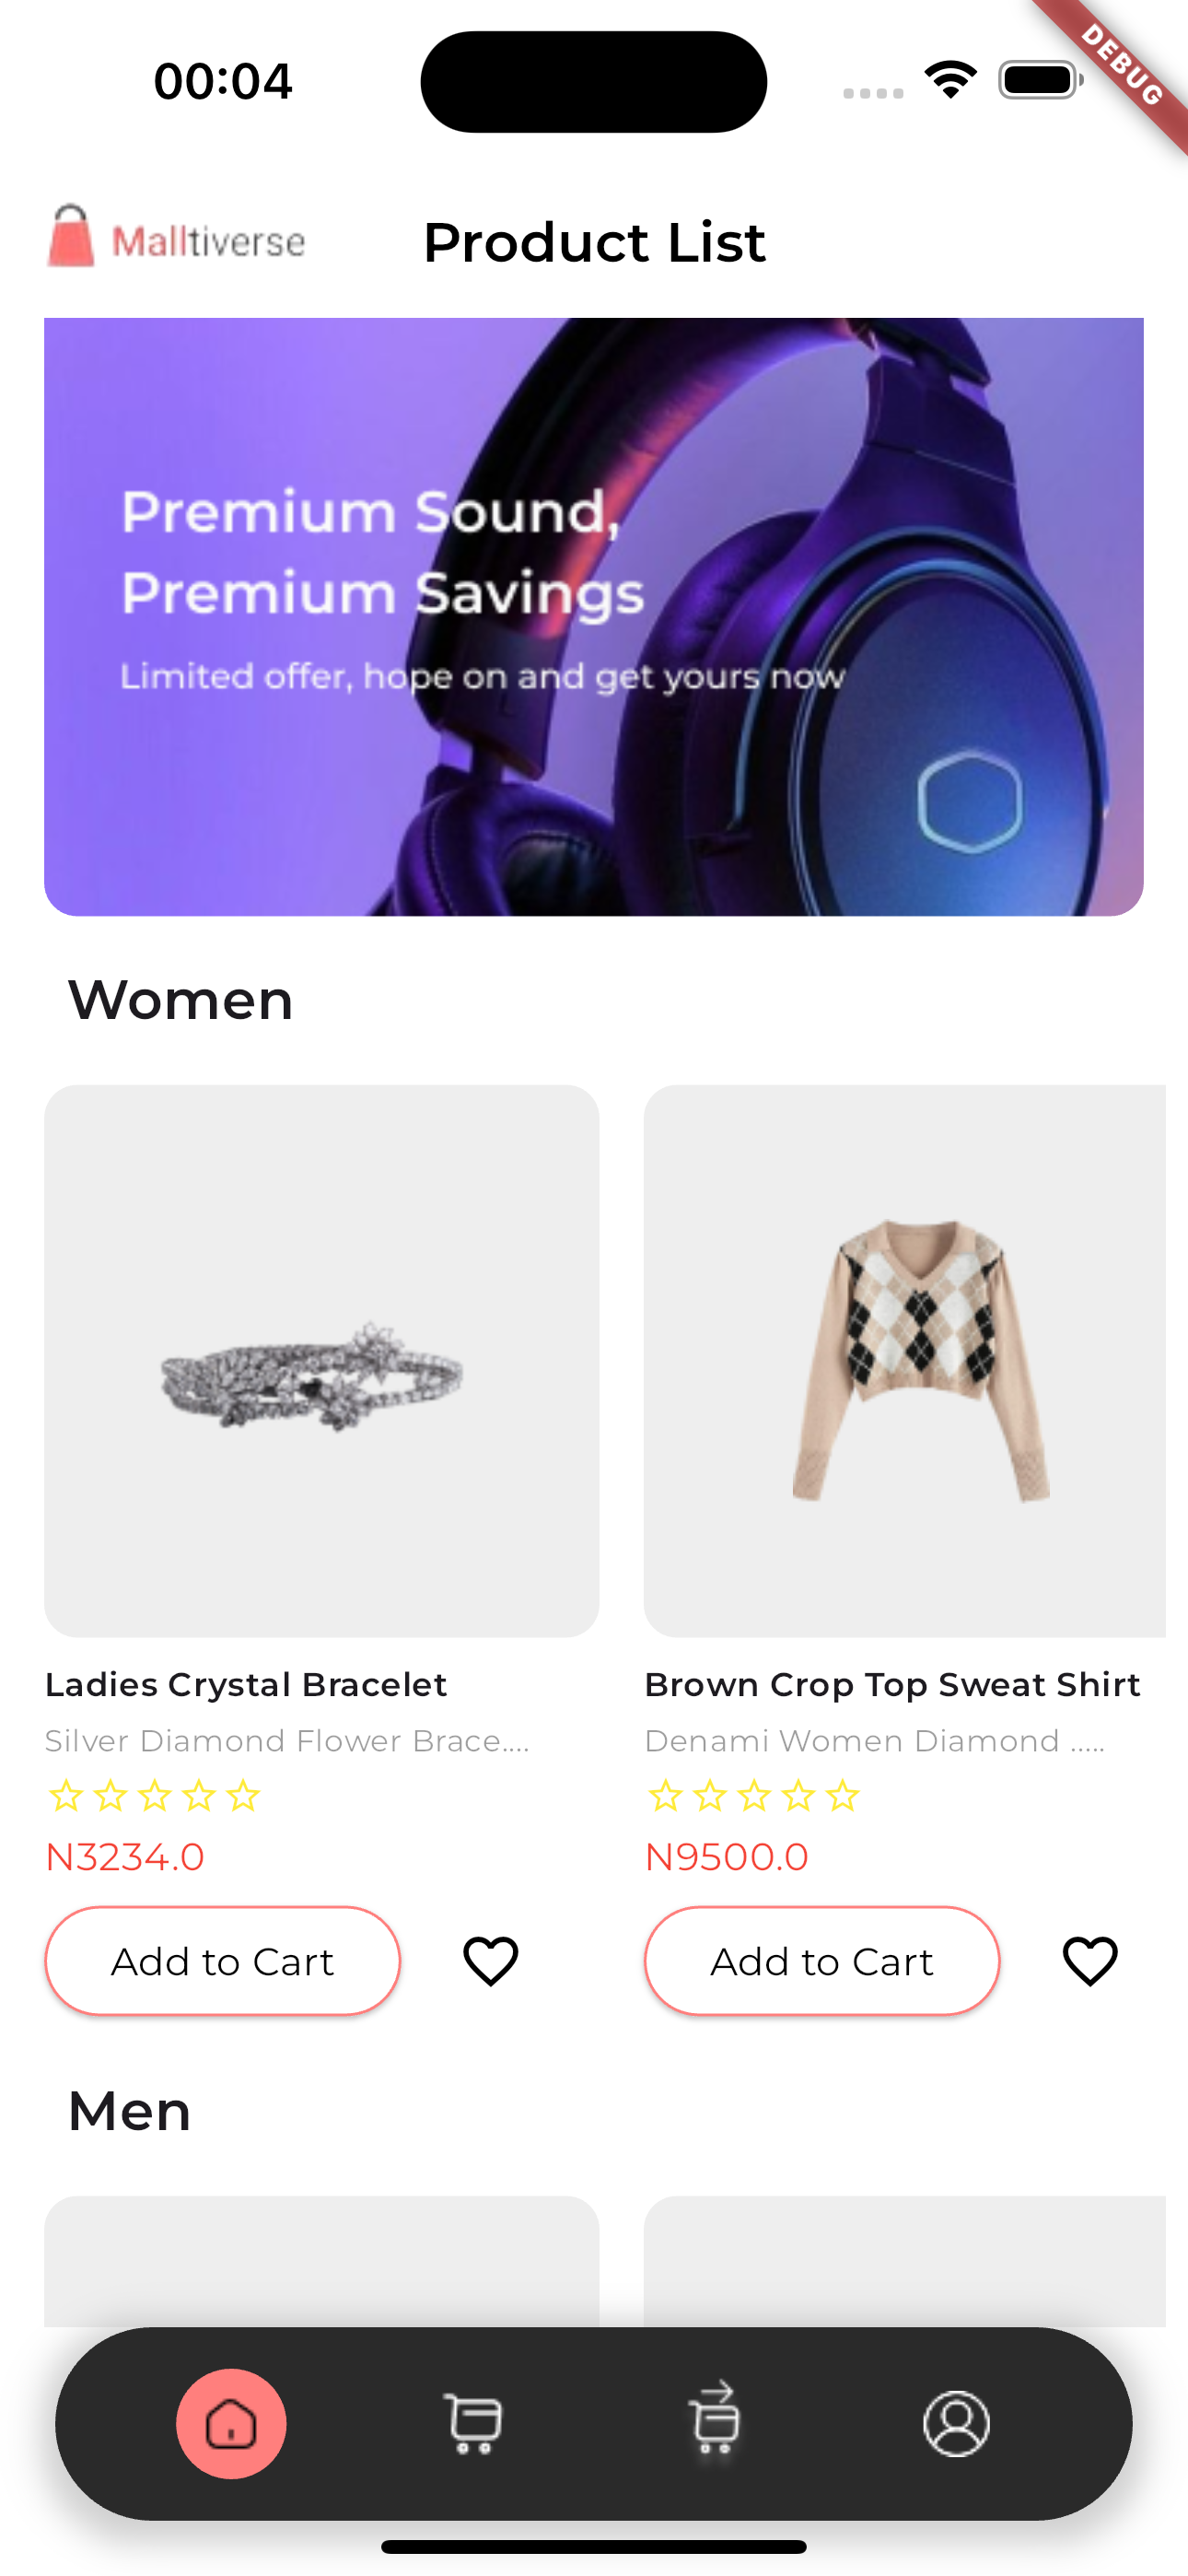 00:04
DEBUG
Malltiverse
Product List
Premium Sound,
Premium Savings
Limited offer, hope on and get yours now
Women
Ladies Crystal Bracelet
Silver Diamond Flower Brace....
N3234.0
Add to Cart
Brown Crop Top Sweat Shirt
Denami Women Diamond .....
N9500.0
Add to Cart
Men